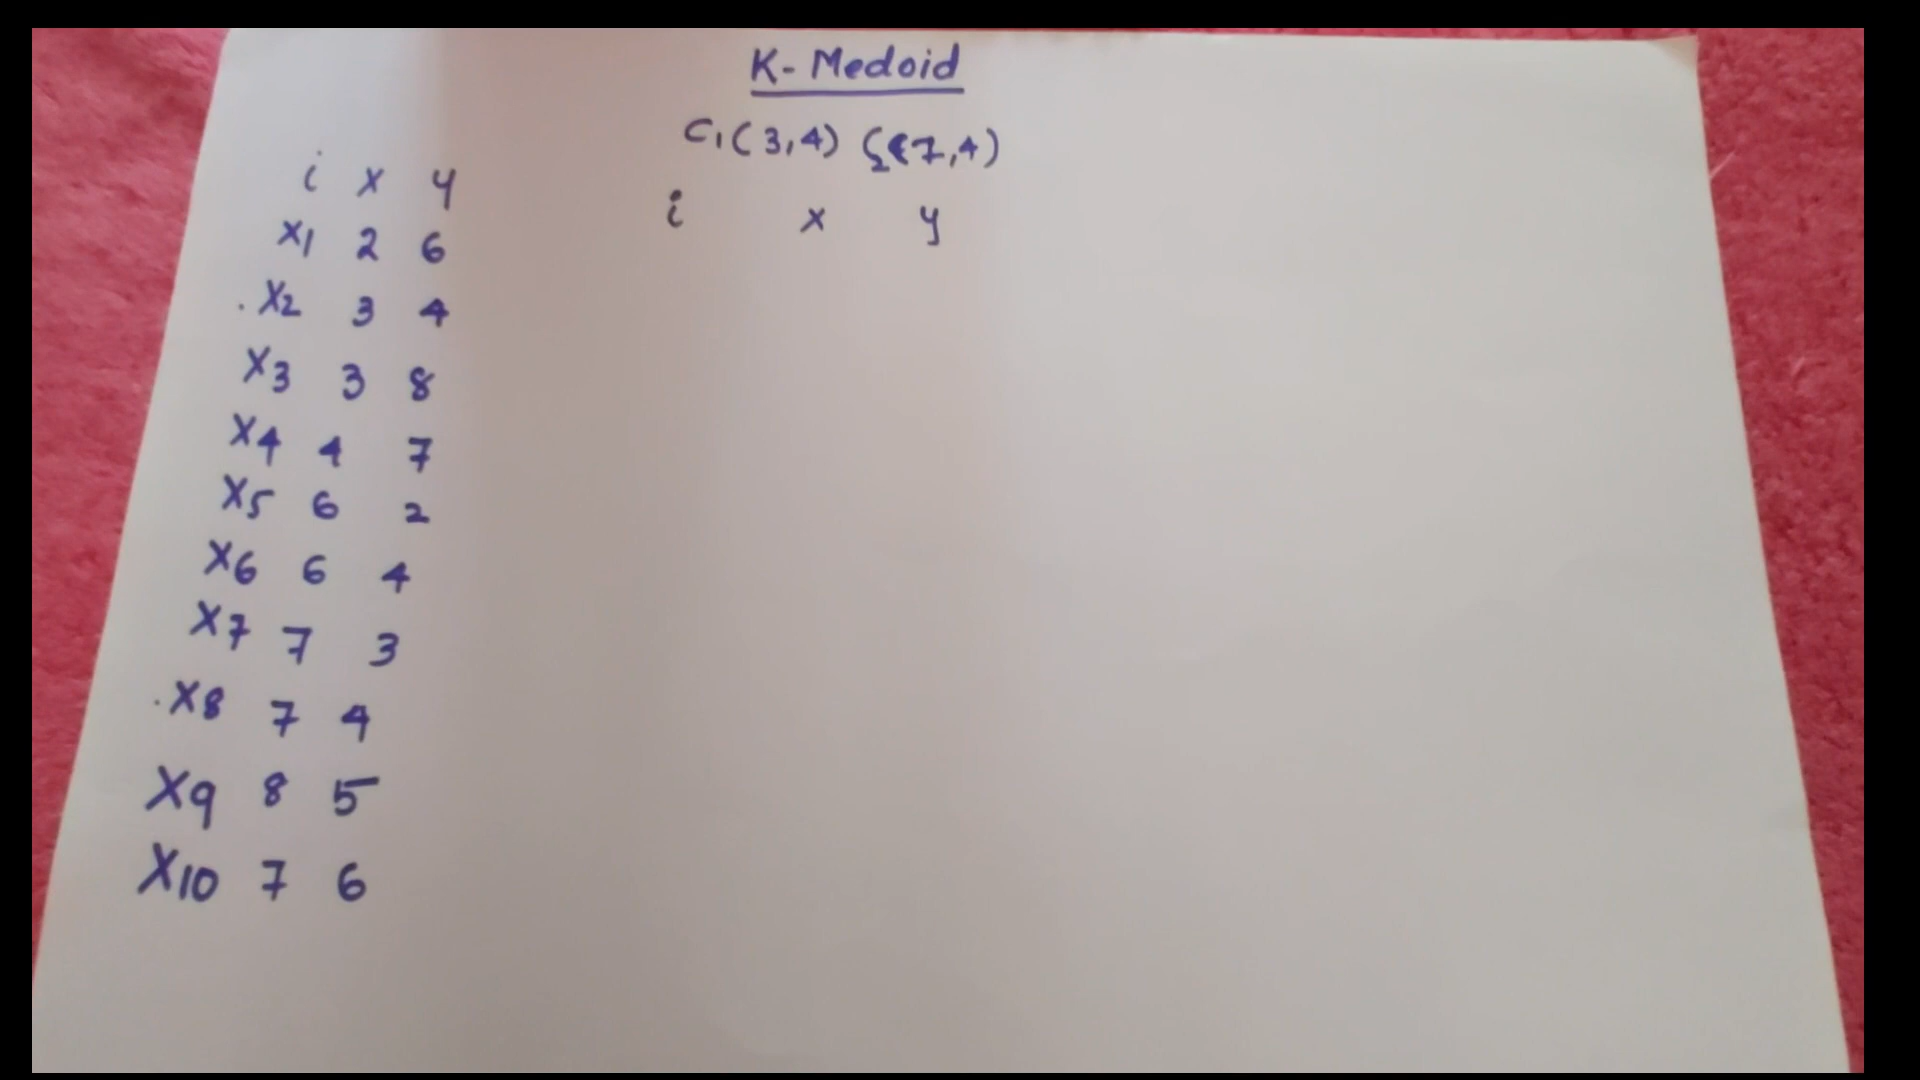 K- Medoid
C1(3,4) C2(7,4)
i x y
x1 2 6
.X2 3 4
X3 3 8
X4 4 7
X5 6 2
X6 6 4
X7 7 3
.X8 7 4
X9 8 5
X10 7 6
i x y